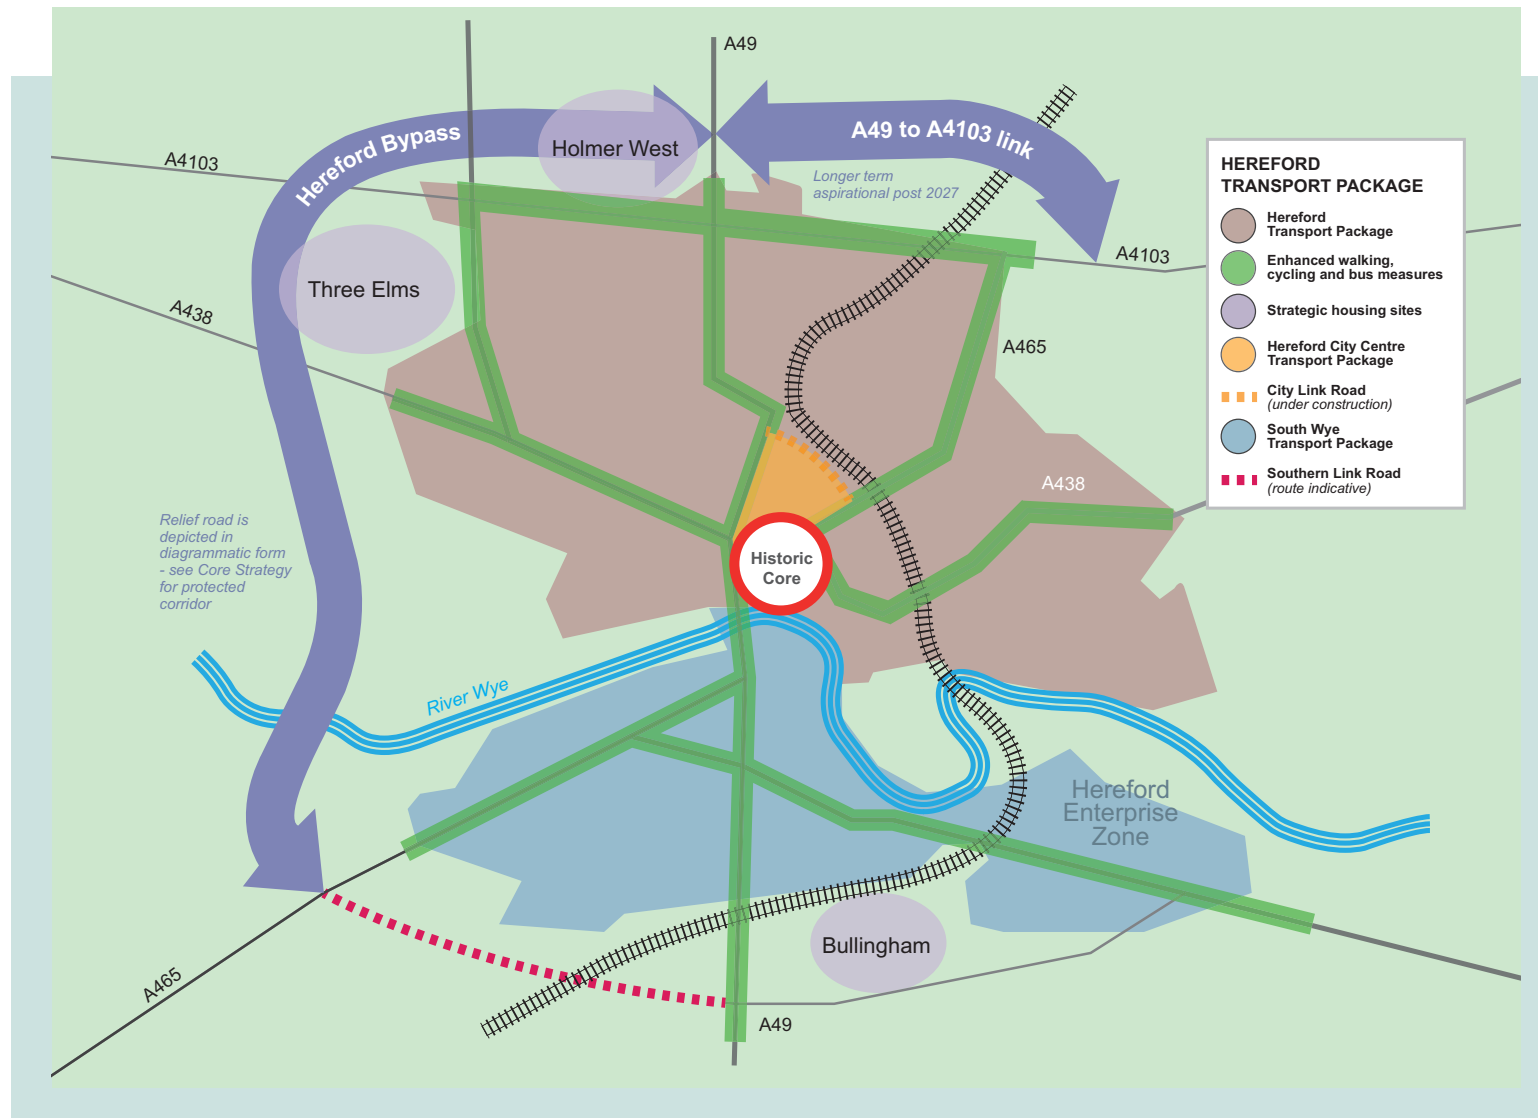 A49
A4103
Hereford Bypass
Holmer West
A49 to A4103 link
Longer term
aspirational post 2027
A4103
Three Elms
A438
A465
A438
Historic
Core
Relief road is
depicted in
diagrammatic form
- see Core Strategy
for protected
corridor
River Wye
Hereford
Enterprise
Zone
Bullingham
A465
A49
HEREFORD
TRANSPORT PACKAGE
Hereford
Transport Package
Enhanced walking,
cycling and bus measures
Strategic housing sites
Hereford City Centre
Transport Package
City Link Road
(under construction)
South Wye
Transport Package
Southern Link Road
(route indicative)